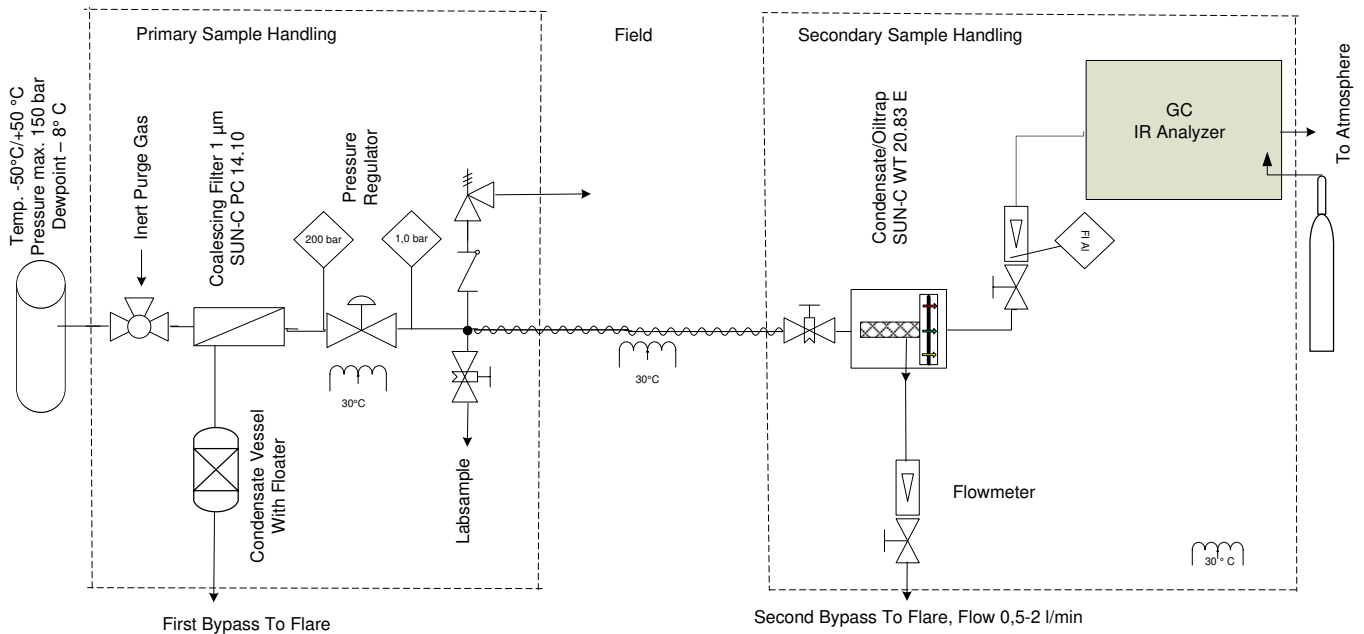 Primary Sample Handling
Field
Secondary Sample Handling
Temp. -50°C/+50 °C
Pressure max. 150 bar
Dewpoint – 8° C
Inert Purge Gas
Coalescing Filter 1 µm
SUN-C PC 14.10
Pressure
Regulator
200 bar
1,0 bar
30°C
Condensate Vessel
With Floater
Labsample
First Bypass To Flare
30°C
Condensate/Oiltrap
SUN-C WT 20.83 E
FI AI
GC
IR Analyzer
To Atmosphere
Flowmeter
30 ° C
Second Bypass To Flare, Flow 0,5-2 l/min